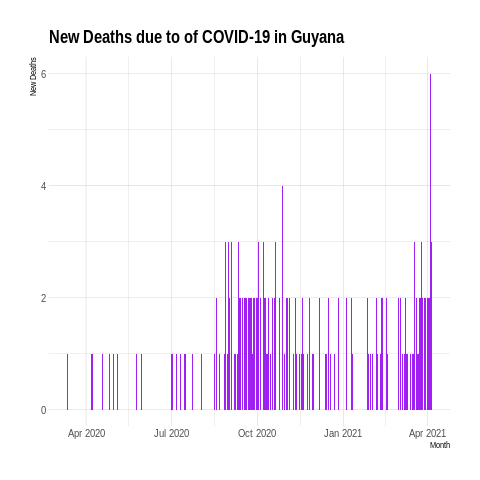 New Deaths due to of COVID-19 in Guyana
New Deaths
6
4
2
0
Apr 2020
Jul 2020
Oct 2020
Jan 2021
Apr 2021
Month